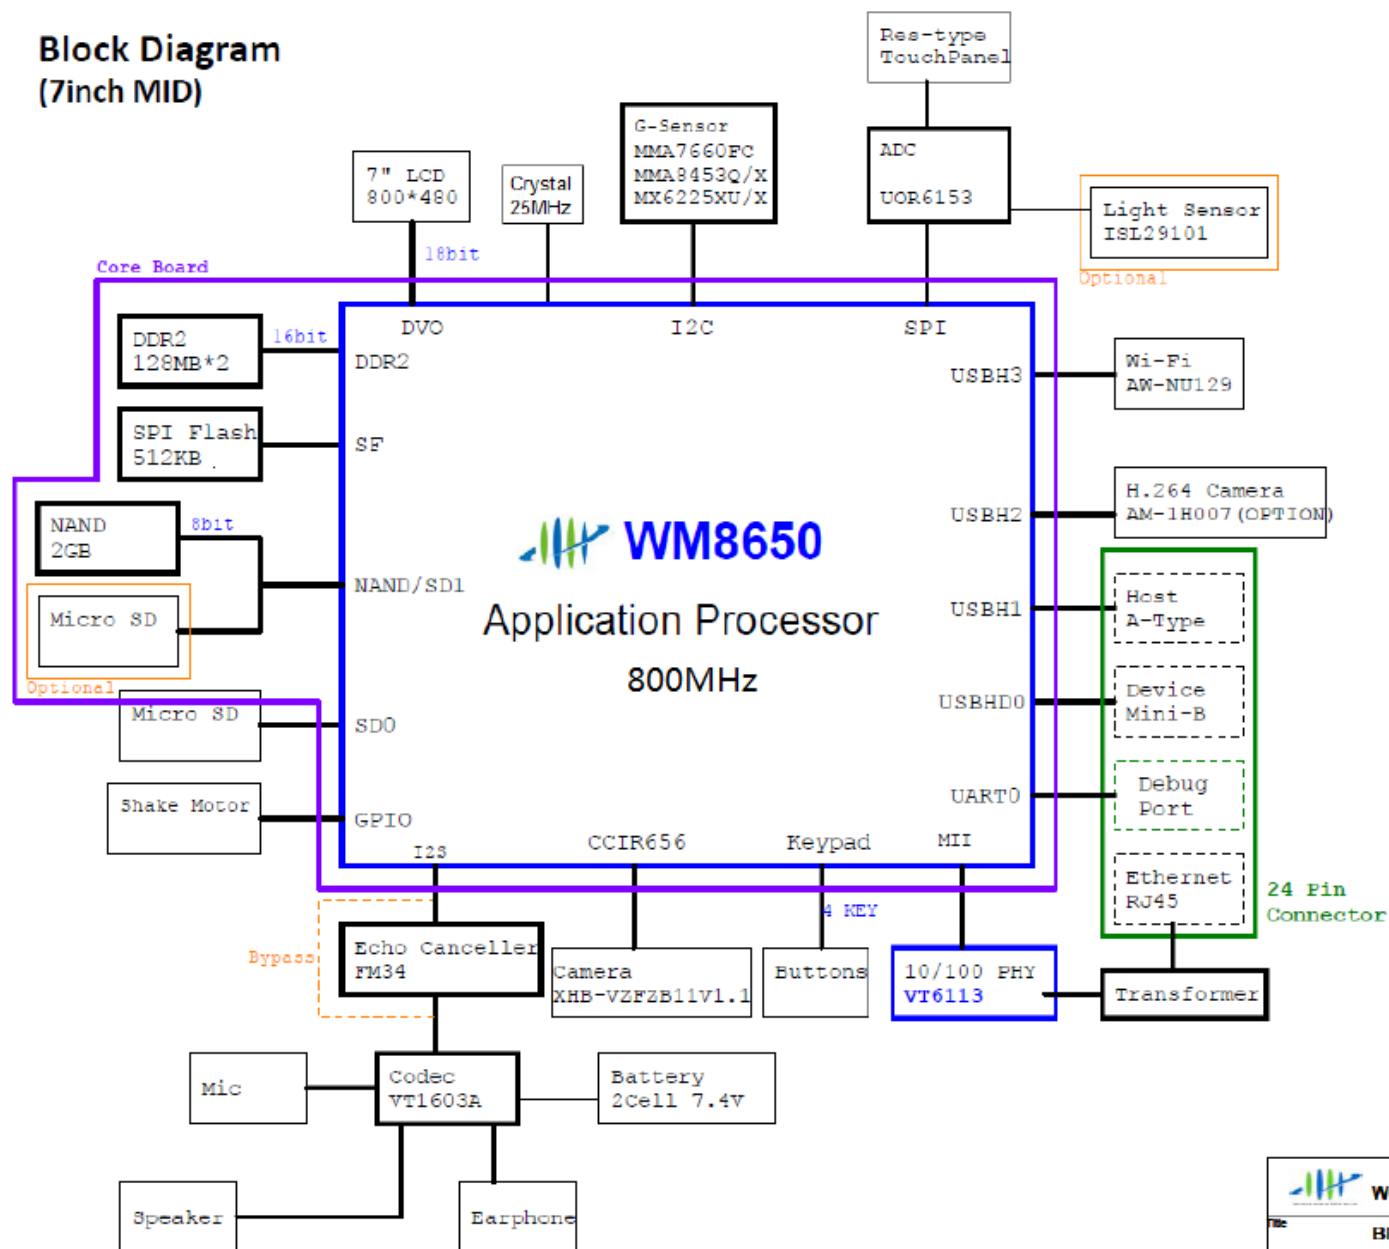 Block Diagram
(7inch MID)
Res-type
TouchPanel
G-Sensor
MMA7660FC
MMA8453Q/X
MX6225XU/X
ADC
UOR6153
7" LCD
800*480
Crystal
25MHz
Light Sensor
ISL29101
Optional
18bit
Core Board
DVO
I2C
SPI
DDR2
128MB*2
16bit
DDR2
USBH3
Wi-Fi
AW-NU129
SPI Flash
512KB
SF
NAND
2GB
8bit
USBH2
H.264 Camera
AM-1H007(OPTION)
WM8650
Application Processor
800MHz
NAND/SD1
Micro SD
Optional
USBH1
Host
A-Type
USBHD0
Device
Mini-B
Micro SD
SD0
UART0
Debug
Port
Shake Motor
GPIO
I2S
CCIR656
Keypad
MII
Ethernet
RJ45
24 Pin
Connector
4 KEY
Bypass
Echo Canceller
FM34
Camera
XHB-VZFZB11V1.1
Buttons
10/100 PHY
VT6113
Transformer
Mic
Codec
VT1603A
Battery
2Cell 7.4V
Speaker
Earphone
Title